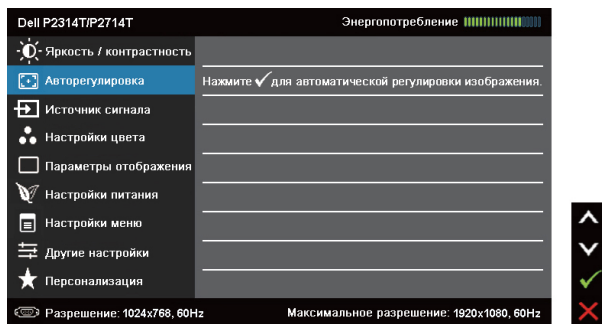 Dell P2314T/P2714T Энергопотребление
Яркость / контрастность
Авторегулировка Нажмите ✓ для автоматической регулировки изображения.
Источник сигнала
Настройки цвета
Параметры отображения
Настройки питания
Настройки меню
Другие настройки
Персонализация
Разрешение: 1024x768, 60Hz Максимальное разрешение: 1920x1080, 60Hz